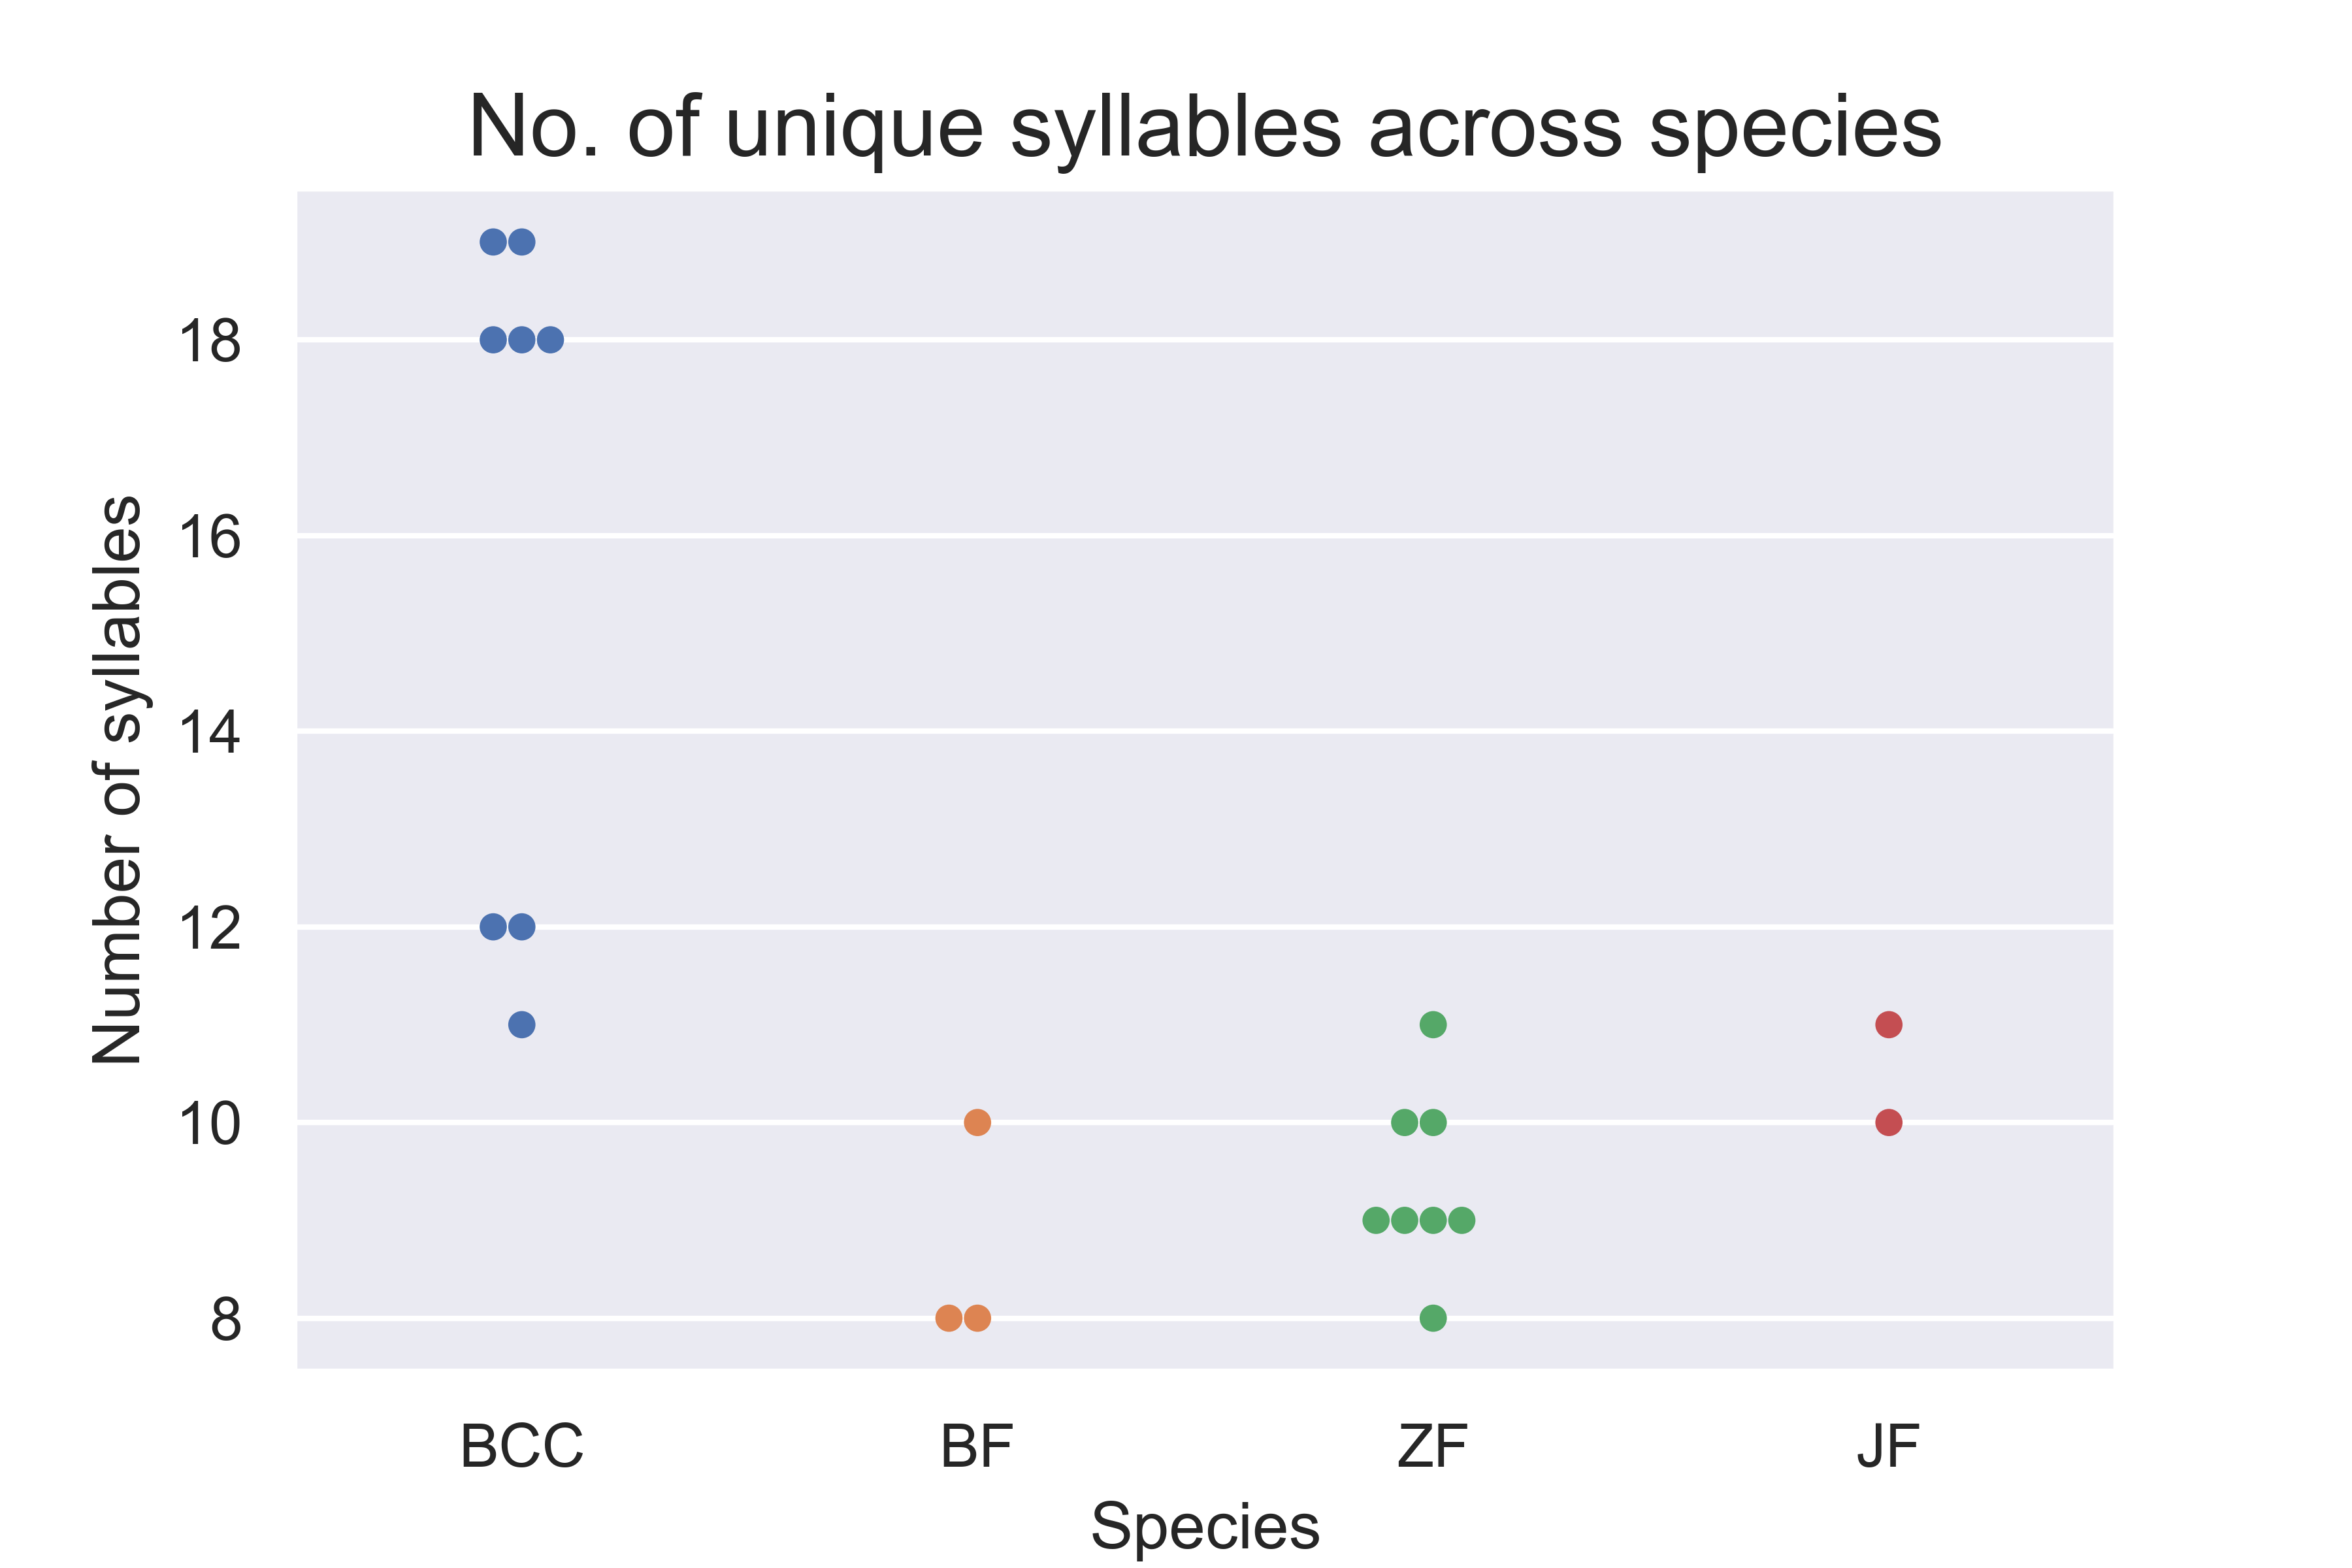 No. of unique syllables across species
Number of syllables
18
16
14
12
10
8
BCC BF ZF JF
Species